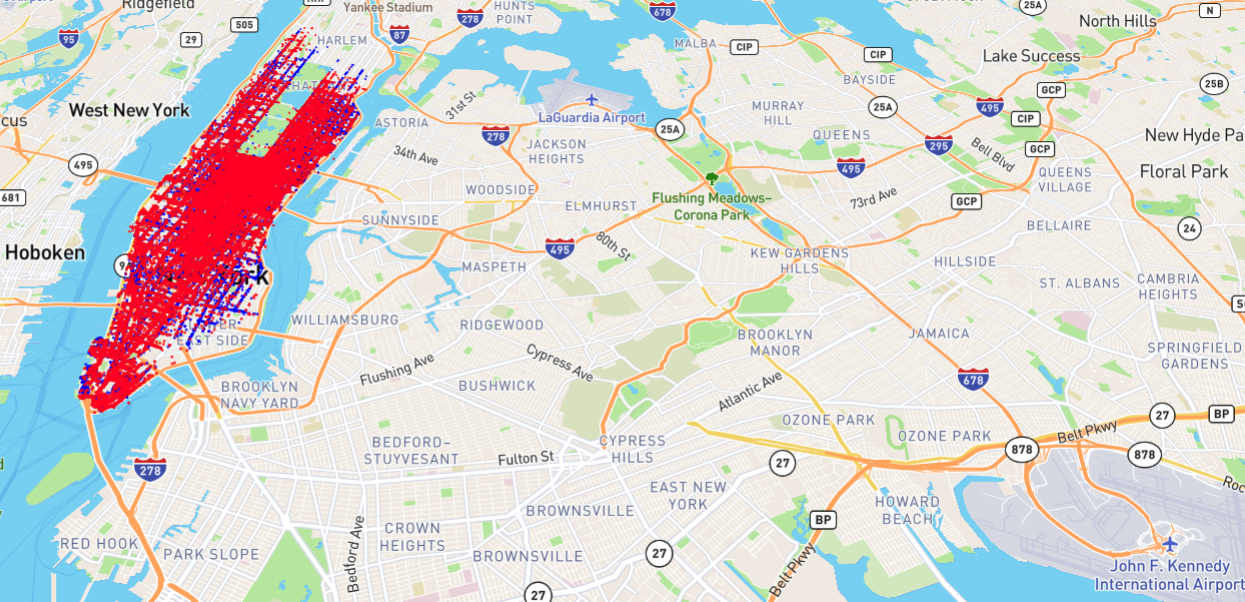 Ridgefield
Yankee Stadium
HUNTS
POINT
278
678
25A
North Hills
N
95
29
505
HARLEM
87
MALBA
CIP
CIP
Lake Success
GCP
25B
BAYSIDE
495
West New York
LaGuardia Airport
31st St
ASTORIA
278
25A
MURRAY
HILL
25A
CIP
cus
34th Ave
JACKSON
HEIGHTS
QUEENS
295
Bell Blvd
GCP
New Hyde Pa
495
495
Floral Park
681
WOODSIDE
ELMHURST
Flushing Meadows–
Corona Park
73rd Ave
GCP
QUEENS
VILLAGE
SUNNYSIDE
BELLAIRE
24
Hoboken
495
80th St
KEW GARDENS
HILLS
HILLSIDE
MASPETH
ST. ALBANS
CAMBRIA
HEIGHTS
EAST SIDE
WILLIAMSBURG
RIDGEWOOD
BROOKLYN
MANOR
JAMAICA
SPRINGFIELD
GARDENS
Flushing Ave
Cypress Ave
BROOKLYN
NAVY YARD
BUSHWICK
Atlantic Ave
678
OZONE PARK
OZONE PARK
27
BP
Belt Pkwy
BEDFORD–
STUYVESANT
Fulton St
CYPRESS
HILLS
27
878
878
278
EAST NEW
YORK
HOWARD
BEACH
BROWNSVILLE
BP
CROWN
HEIGHTS
RED HOOK
PARK SLOPE
Bedford Ave
BROWNSVILLE
27
Belt Pkwy
John F. Kennedy
International Airport
27